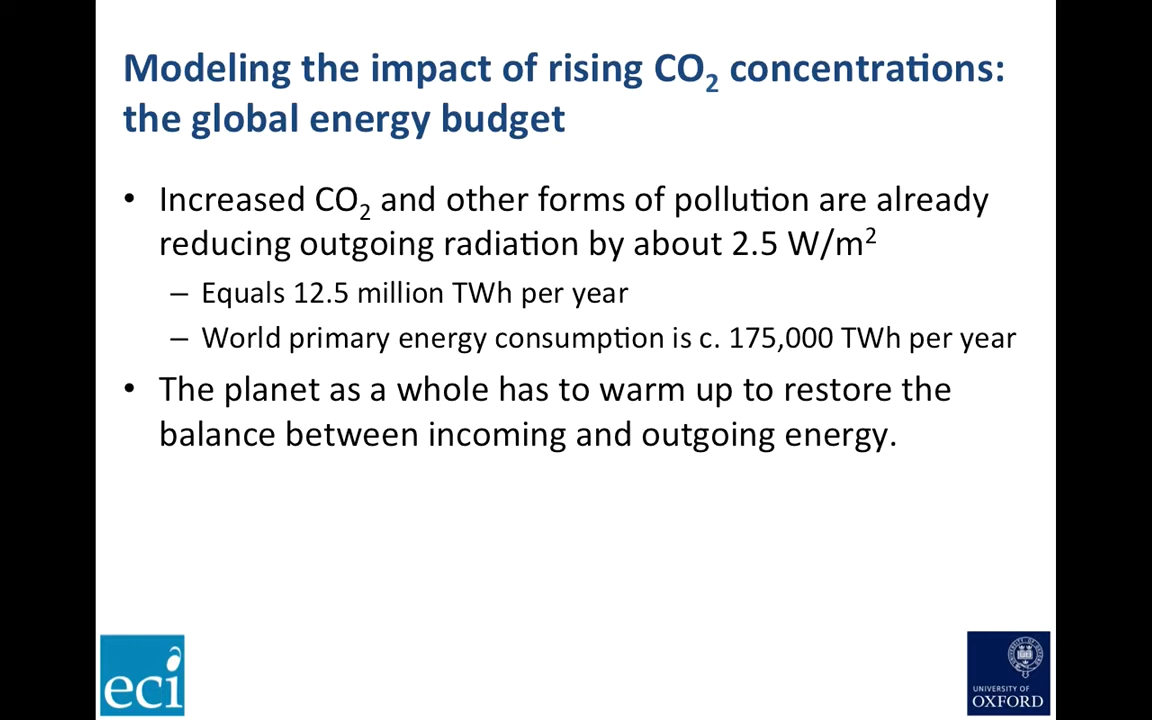 Modeling the impact of rising CO₂ concentrations:
the global energy budget
• Increased CO₂ and other forms of pollution are already
reducing outgoing radiation by about 2.5 W/m²
– Equals 12.5 million TWh per year
– World primary energy consumption is c. 175,000 TWh per year
• The planet as a whole has to warm up to restore the
balance between incoming and outgoing energy.
eci
UNIVERSITY OF
OXFORD